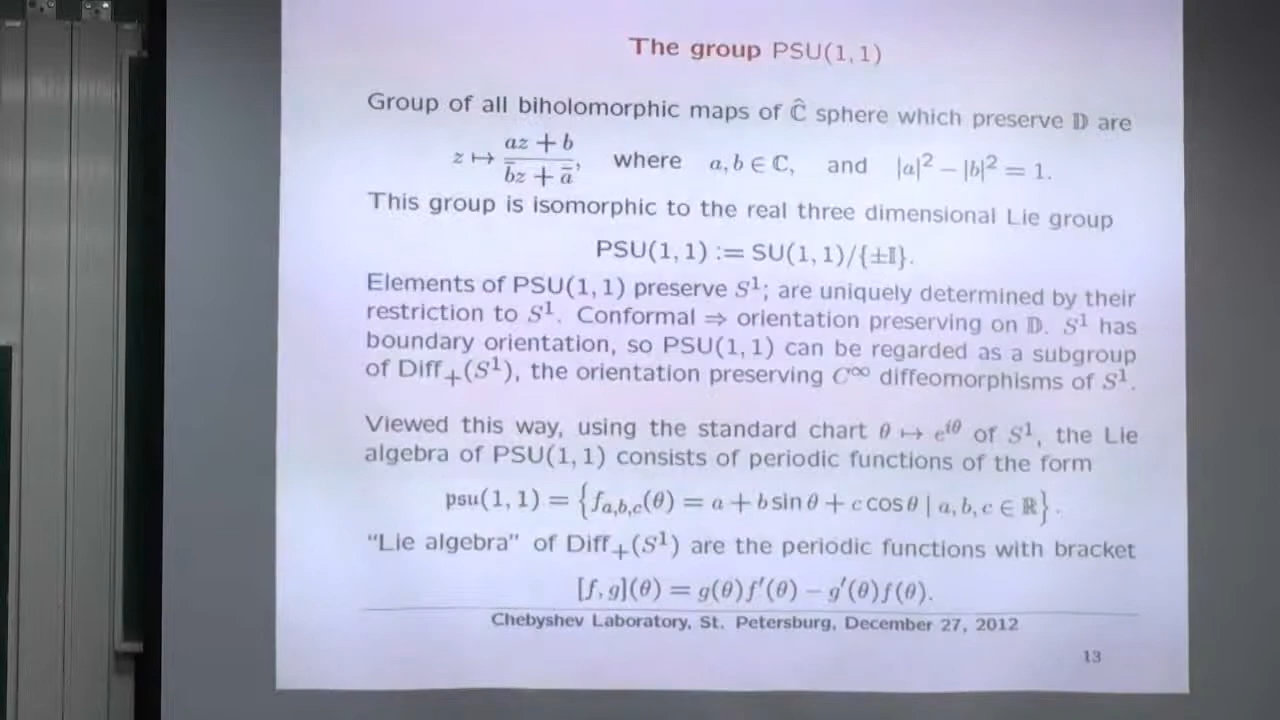 The group PSU(1, 1)
Group of all biholomorphic maps of Ĉ sphere which preserve 𝔻 are
z ↦ (az + b)/(b̄z + ā), where a, b ∈ ℂ, and |a|² − |b|² = 1.
This group is isomorphic to the real three dimensional Lie group
PSU(1, 1) := SU(1, 1)/{±𝕀}.
Elements of PSU(1, 1) preserve S¹; are uniquely determined by their
restriction to S¹. Conformal ⇒ orientation preserving on 𝔻. S¹ has
boundary orientation, so PSU(1, 1) can be regarded as a subgroup
of Diff₊(S¹), the orientation preserving C^∞ diffeomorphisms of S¹.
Viewed this way, using the standard chart θ ↦ e^{iθ} of S¹, the Lie
algebra of PSU(1, 1) consists of periodic functions of the form
psu(1, 1) = {f_{a,b,c}(θ) = a + b sin θ + c cos θ | a, b, c ∈ ℝ}.
“Lie algebra” of Diff₊(S¹) are the periodic functions with bracket
[f, g](θ) = g(θ)f′(θ) − g′(θ)f(θ).
Chebyshev Laboratory, St. Petersburg, December 27, 2012
13